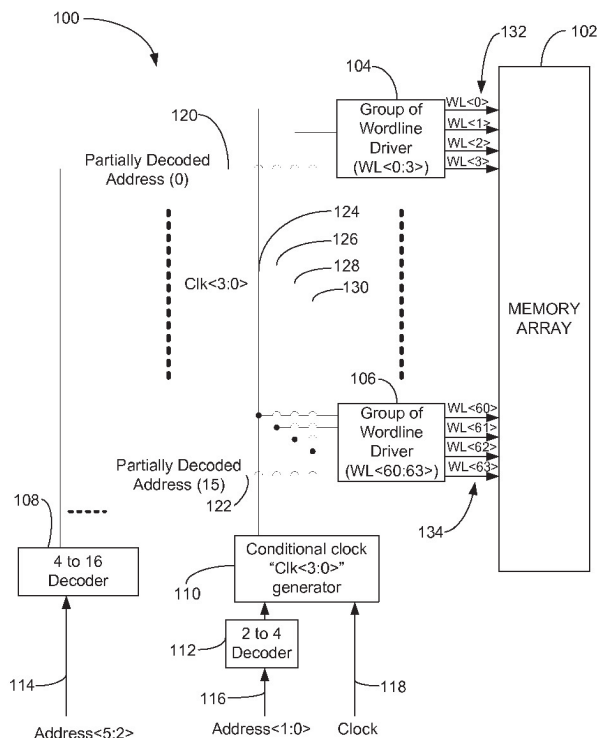 100
132
102
104
WL<0>
Group of
Wordline
Driver
(WL<0:3>)
WL<1>
WL<2>
WL<3>
120
Partially Decoded
Address (0)
124
126
128
Clk<3:0>
130
MEMORY
ARRAY
106
Group of
Wordline
Driver
(WL<60:63>)
WL<60>
WL<61>
WL<62>
WL<63>
Partially Decoded
Address (15)
122
134
108
4 to 16
Decoder
Conditional clock
“Clk<3:0>”
generator
110
112
2 to 4
Decoder
114
116
118
Address<5:2>
Address<1:0>
Clock